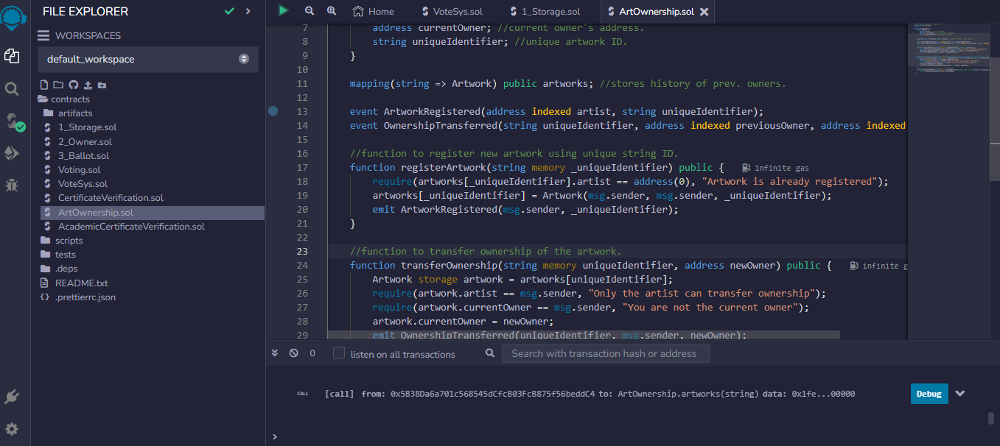 FILE EXPLORER
WORKSPACES
default_workspace
contracts
artifacts
1_Storage.sol
2_Owner.sol
3_Ballot.sol
Voting.sol
VoteSys.sol
CertificateVerification.sol
ArtOwnership.sol
AcademicCertificateVerification.sol
scripts
tests
.deps
README.txt
.prettierrc.json
Home VoteSys.sol 1_Storage.sol ArtOwnership.sol
7 address currentOwner; //current owner's address.
8 string uniqueIdentifier; //unique artwork ID.
9 }
10
11 mapping(string => Artwork) public artworks; //stores history of prev. owners.
12
13 event ArtworkRegistered(address indexed artist, string uniqueIdentifier);
14 event OwnershipTransferred(string uniqueIdentifier, address indexed previousOwner, address indexed
15
16 //function to register new artwork using unique string ID.
17 function registerArtwork(string memory _uniqueIdentifier) public { infinite gas
18 require(artworks[_uniqueIdentifier].artist == address(0), "Artwork is already registered");
19 artworks[_uniqueIdentifier] = Artwork(msg.sender, msg.sender, _uniqueIdentifier);
20 emit ArtworkRegistered(msg.sender, _uniqueIdentifier);
21 }
22
23 //function to transfer ownership of the artwork.
24 function transferOwnership(string memory uniqueIdentifier, address newOwner) public { infinite g
25 Artwork storage artwork = artworks[uniqueIdentifier];
26 require(artwork.artist == msg.sender, "Only the artist can transfer ownership");
27 require(artwork.currentOwner == msg.sender, "You are not the current owner");
28 artwork.currentOwner = newOwner;
29 emit OwnershipTransferred(uniqueIdentifier, msg.sender, newOwner);
0 listen on all transactions Search with transaction hash or address
CALL [call] from: 0x5B38Da6a701c568545dCfcB03FcB875f56beddC4 to: ArtOwnership.artworks(string) data: 0x1fe...00000 Debug
>